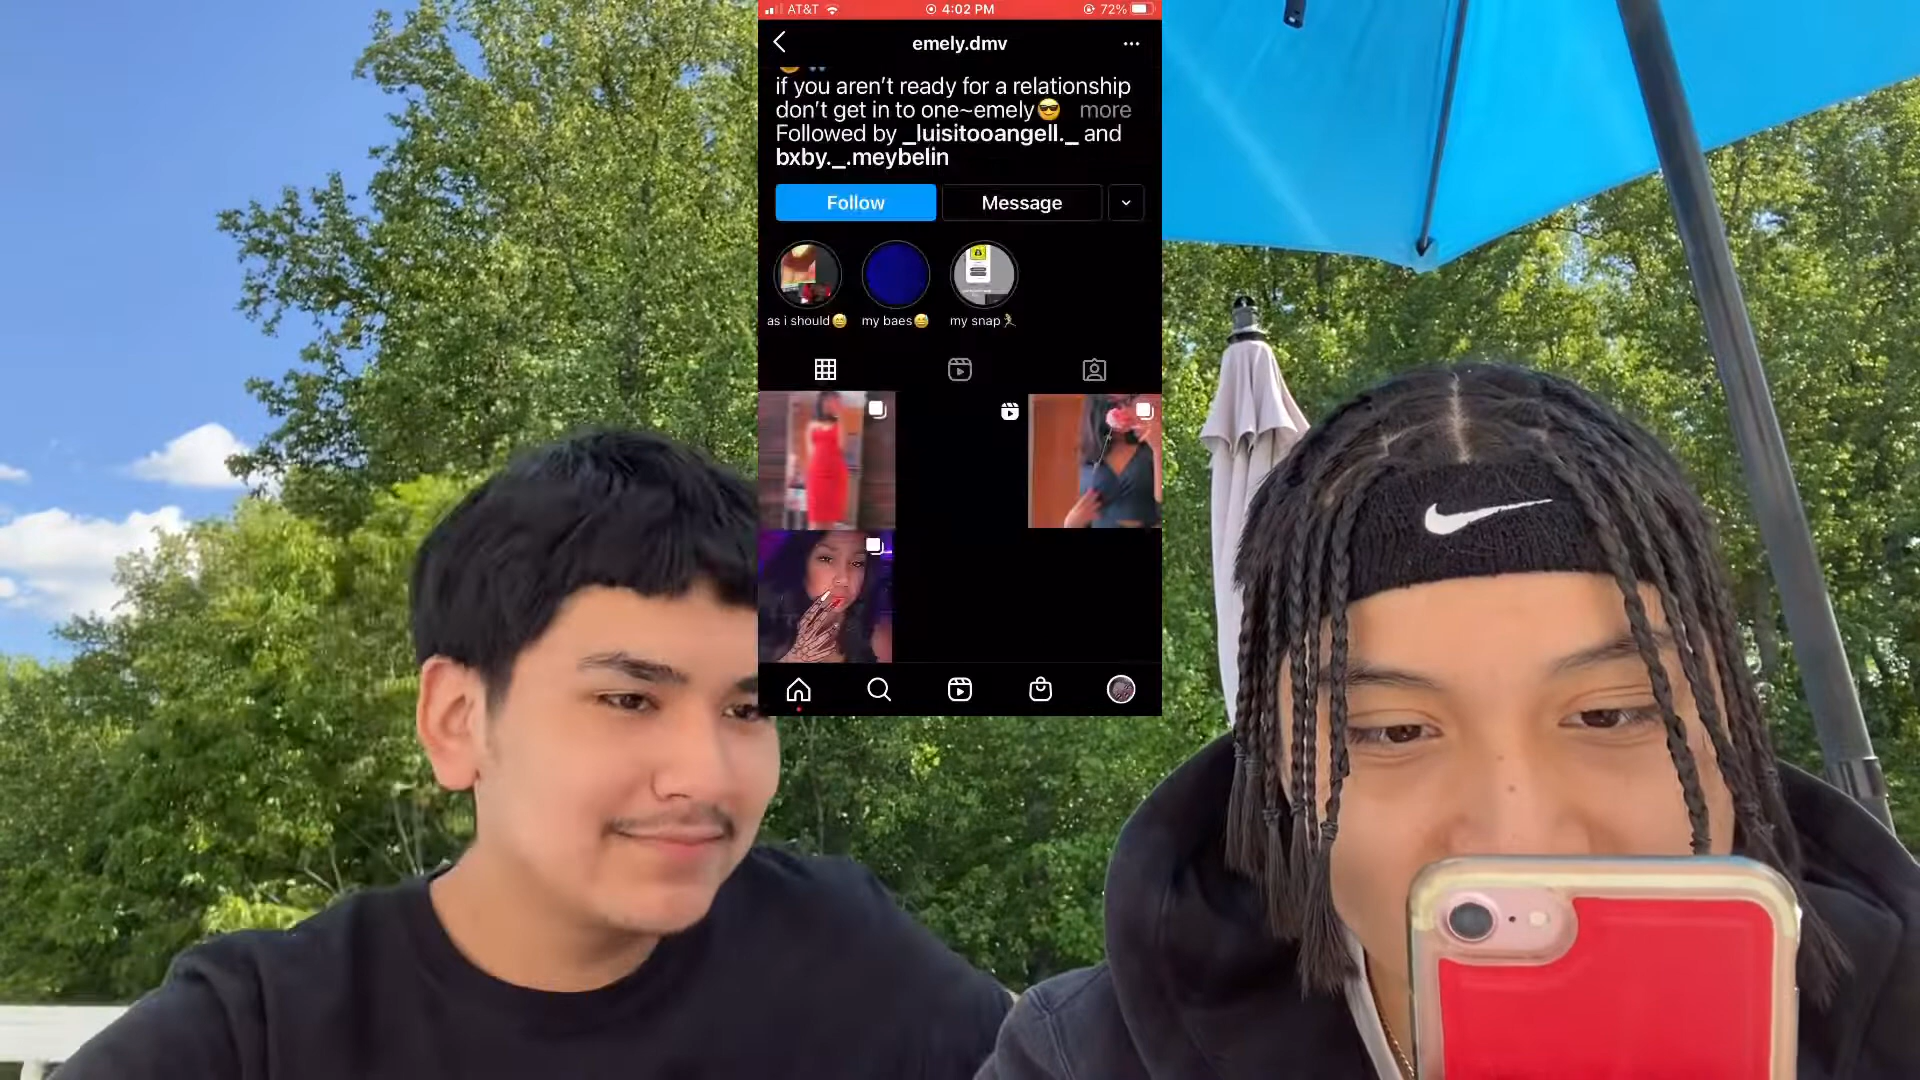 AT&T 4:02 PM 72%
emely.dmv
if you aren't ready for a relationship
don't get in to one~emely😎 more
Followed by _luisitooangell._ and
bxby._.meybelin
Follow Message
as i should😅 my baes😄 my snap🏃